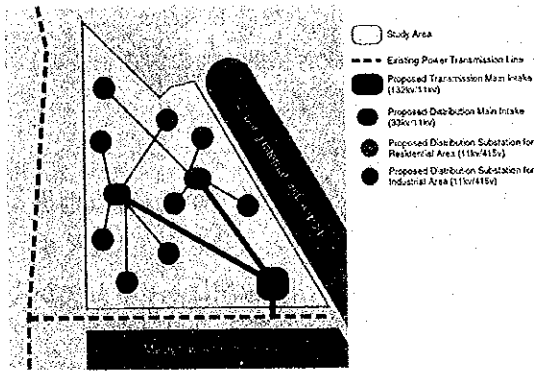 Study Area
Existing Power Transmission Line
Proposed Transmission Main Intake
(132kv/11kv)
Proposed Distribution Main Intake
(33kv/11kv)
Proposed Distribution Substation for
Residential Area (11kv/415v)
Proposed Distribution Substation for
Industrial Area (11kv/415v)